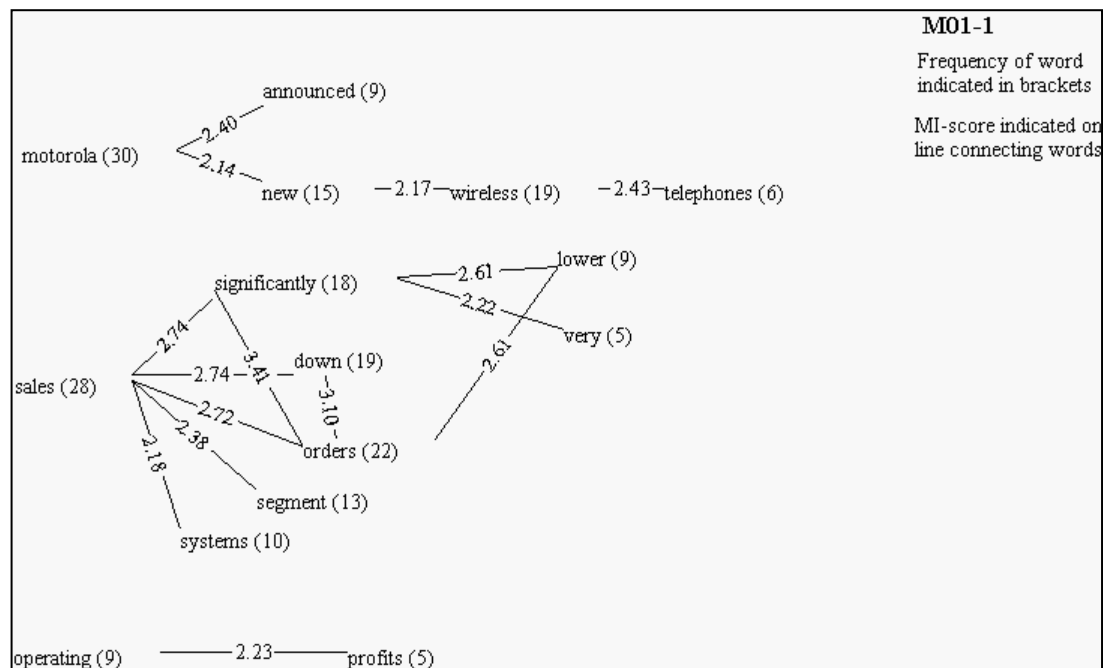 M01-1
Frequency of word
indicated in brackets
MI-score indicated on
line connecting words
announced (9)
2.40
motorola (30)
2.14
new (15) 2.17 wireless (19) 2.43 telephones (6)
lower (9)
significantly (18) 2.61
2.22
very (5)
2.74
3.41
2.61
down (19)
sales (28) 2.74
3.10
2.72
2.38
orders (22)
2.18
segment (13)
systems (10)
operating (9) 2.23 profits (5)